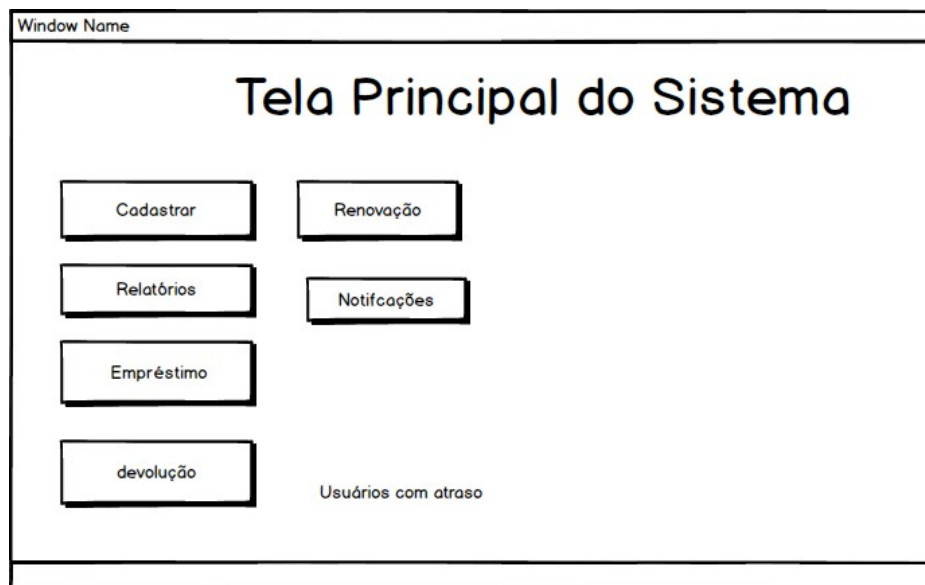 Window Name
Tela Principal do Sistema
Cadastrar
Renovação
Relatórios
Notifcações
Empréstimo
devolução
Usuários com atraso